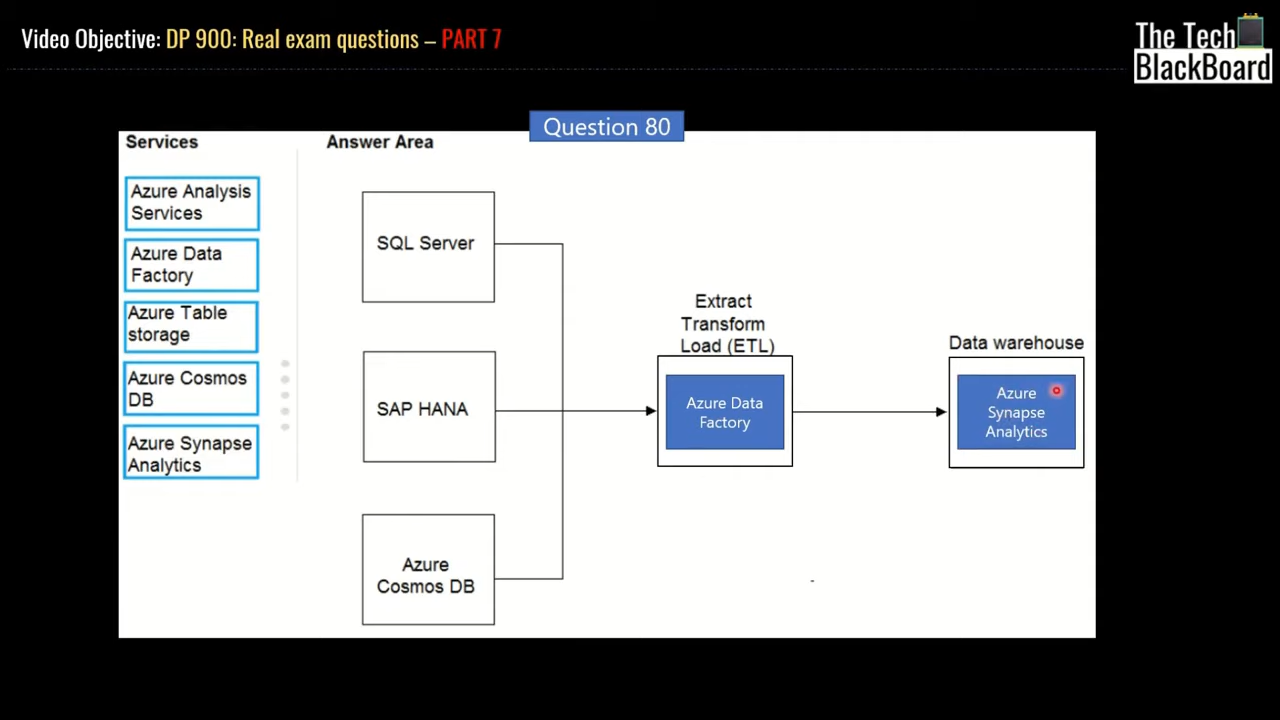 Video Objective: DP 900: Real exam questions – PART 7
The Tech
BlackBoard
Question 80
Services
Answer Area
Azure Analysis
Services
Azure Data
Factory
Azure Table
storage
Azure Cosmos
DB
Azure Synapse
Analytics
SQL Server
SAP HANA
Azure
Cosmos DB
Extract
Transform
Load (ETL)
Azure Data
Factory
Data warehouse
Azure
Synapse
Analytics